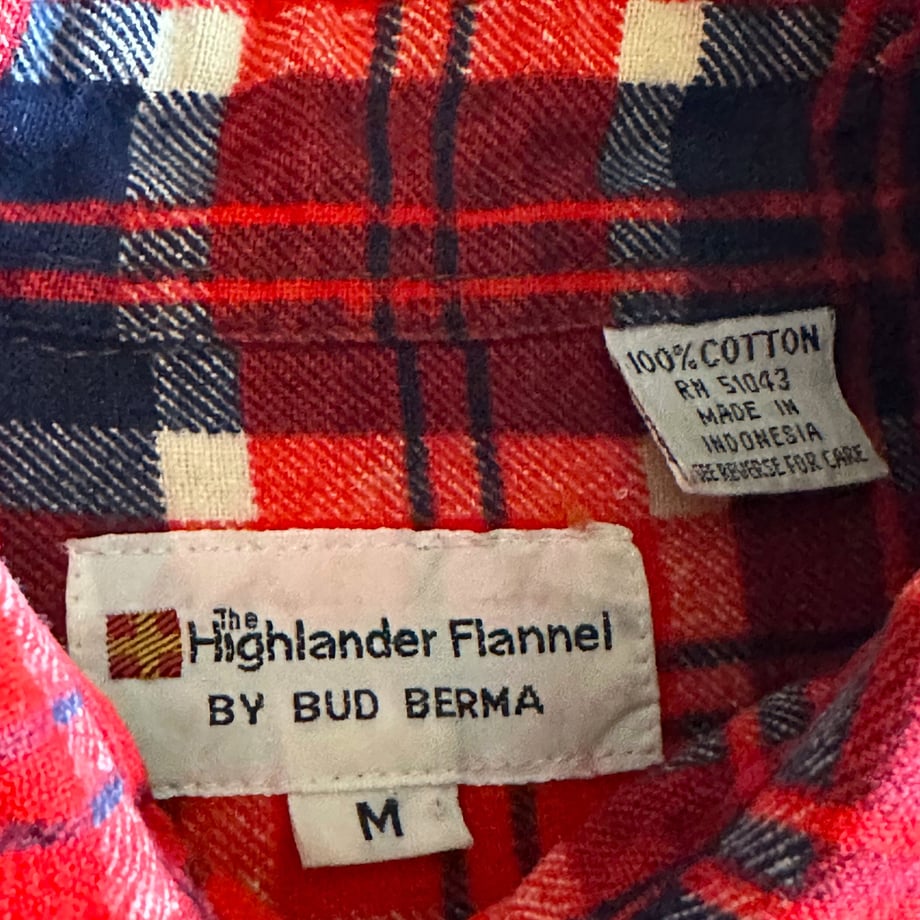 100% COTTON
RN 51043
MADE IN
INDONESIA
SEE REVERSE FOR CARE
The
Highlander Flannel
BY BUD BERMA
M